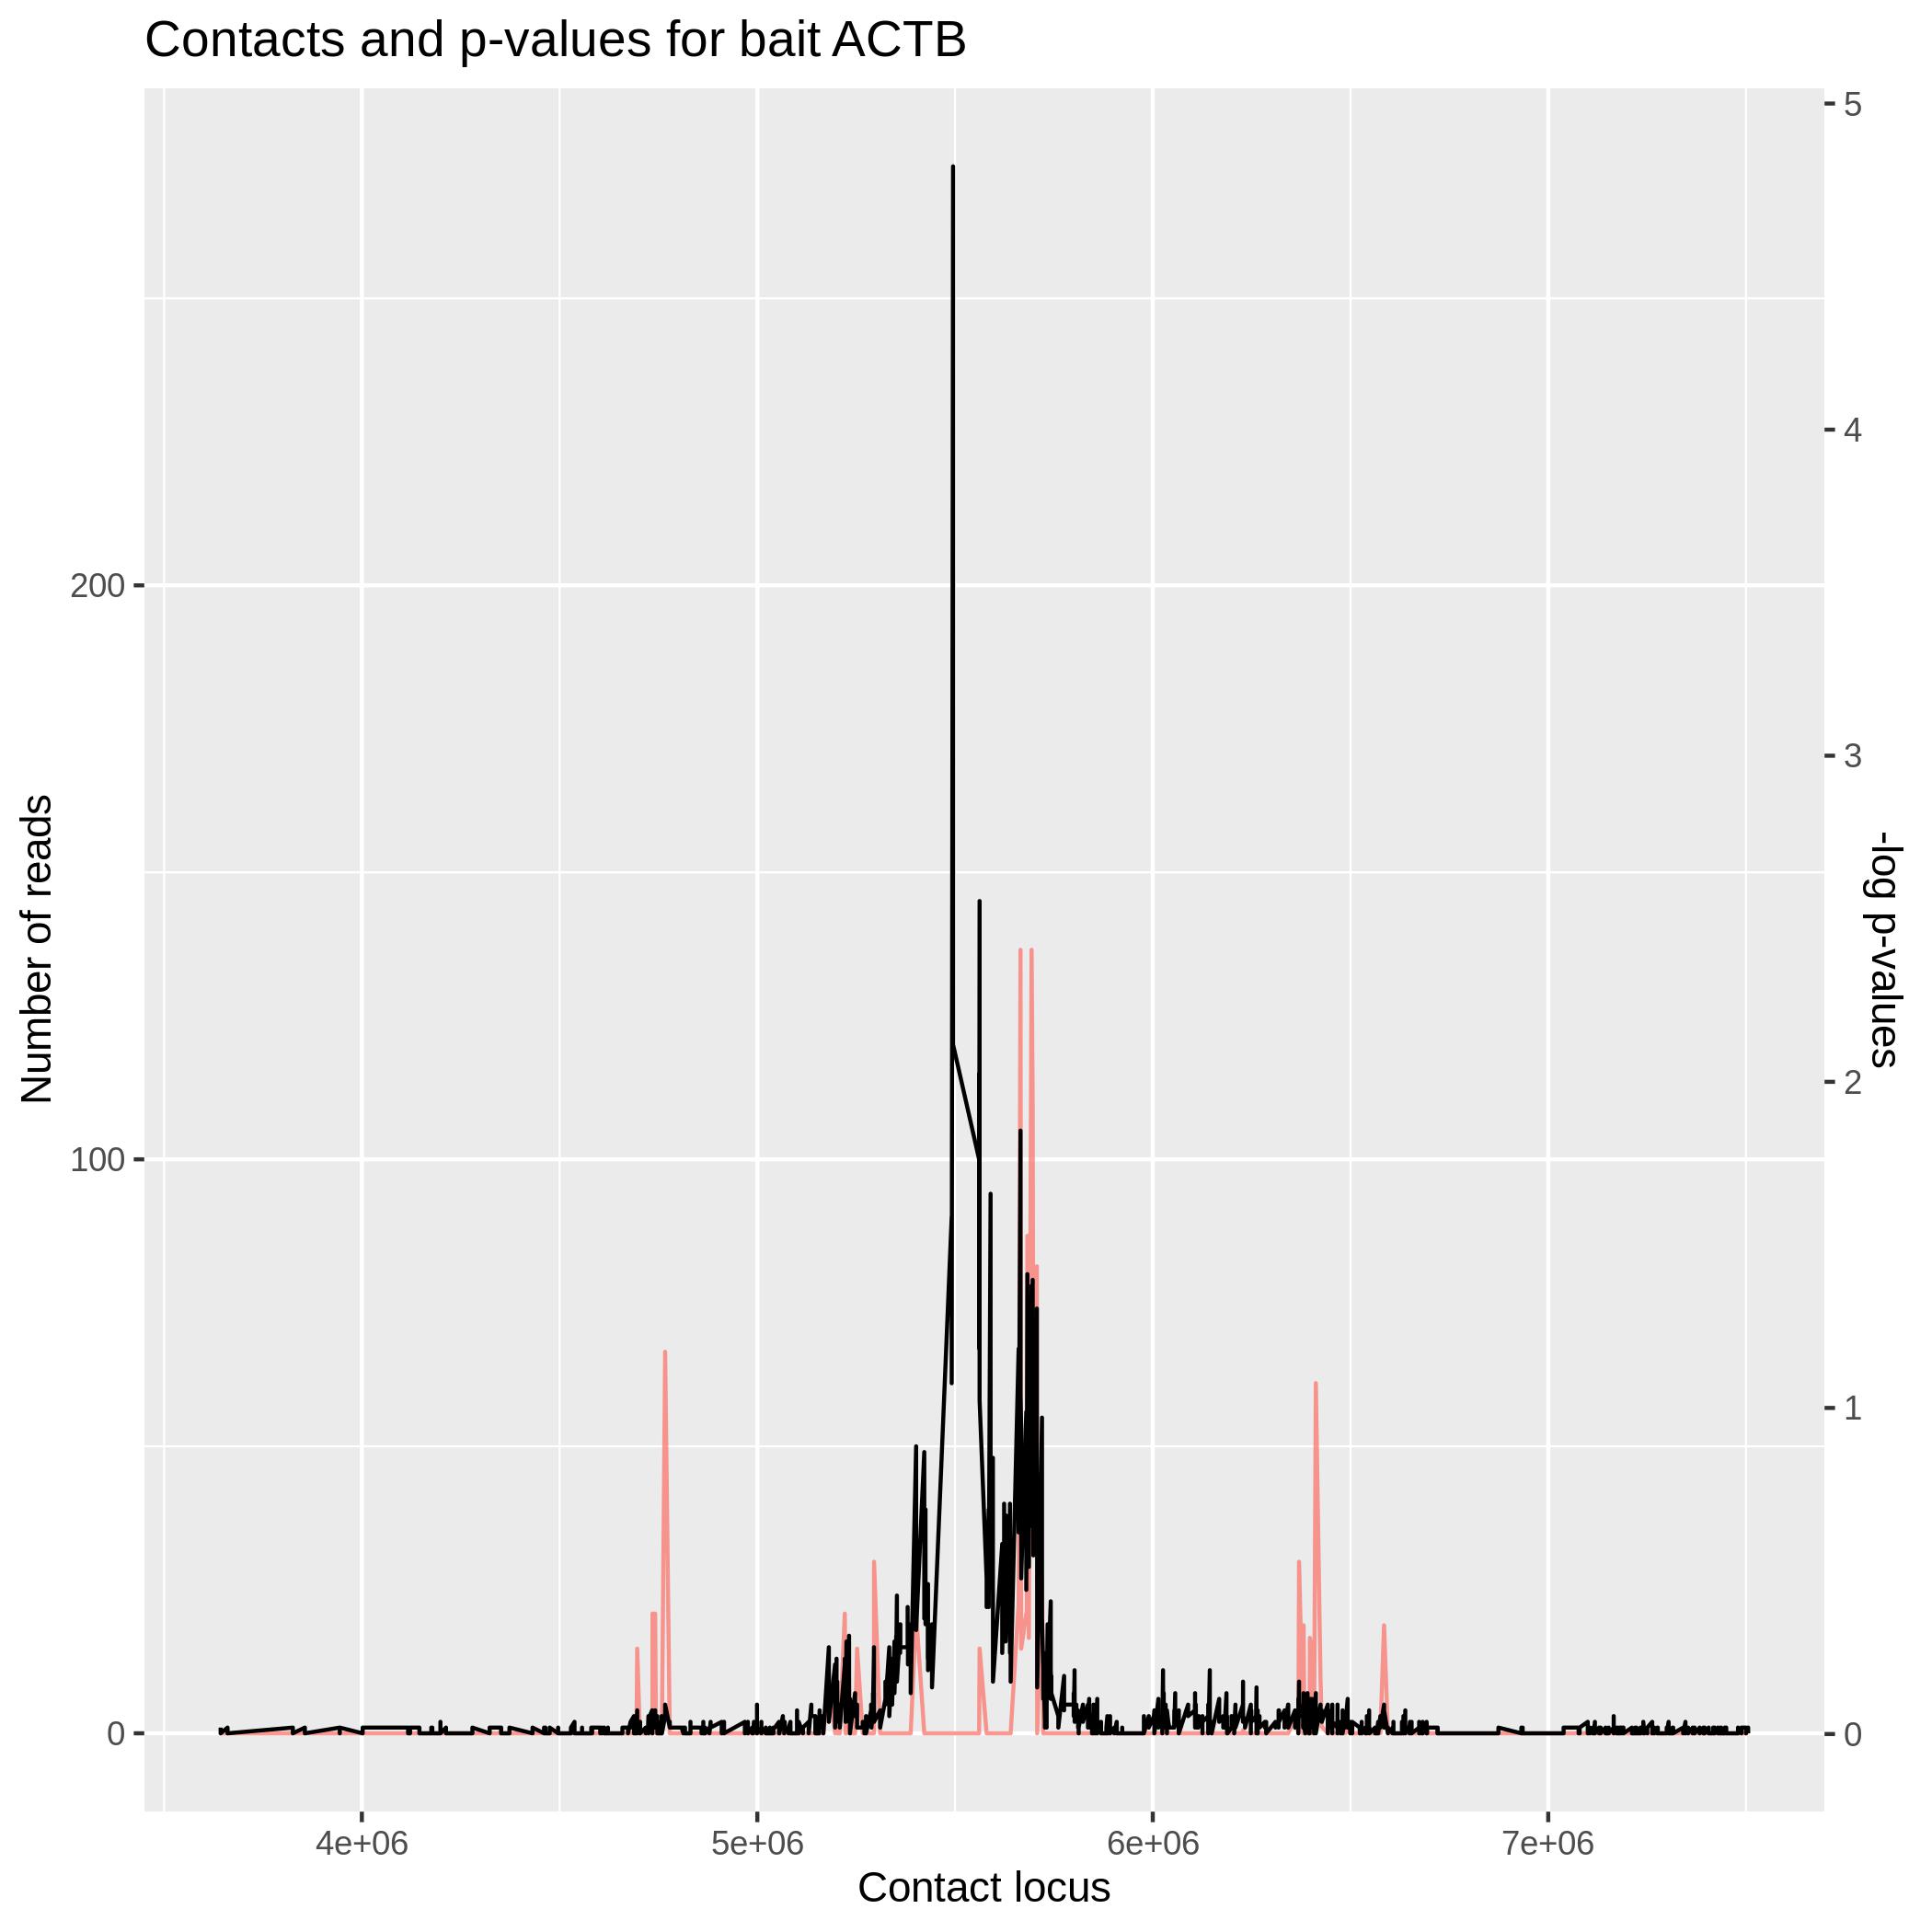 Contacts and p-values for bait ACTB
Number of reads
200
100
0
5
4
3
2
1
0
-log p-values
4e+06
5e+06
6e+06
7e+06
Contact locus